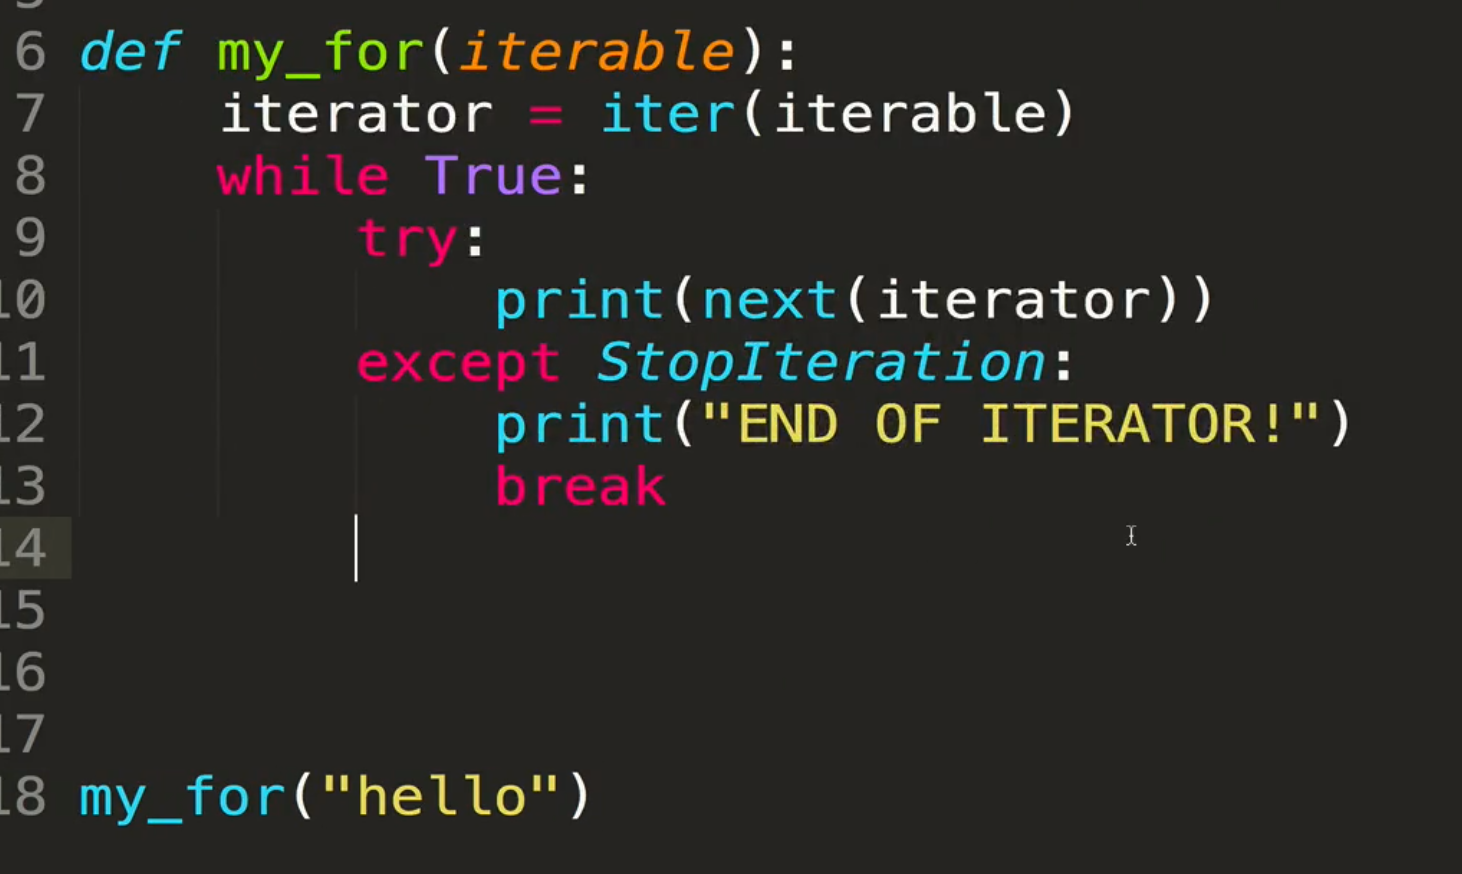 6 def my_for(iterable):
7 iterator = iter(iterable)
8 while True:
9 try:
10 print(next(iterator))
11 except StopIteration:
12 print("END OF ITERATOR!")
13 break
14
15
16
17
18 my_for("hello")